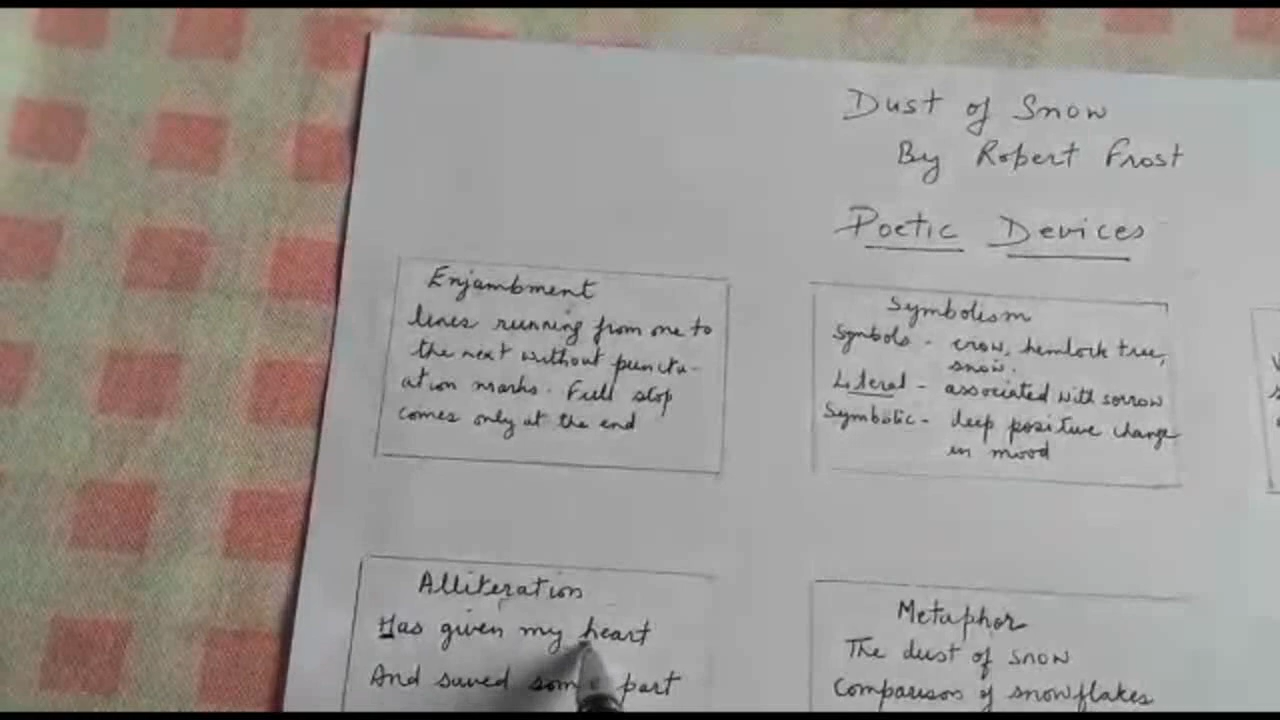 Dust of Snow
By Robert Frost
Poetic Devices
Enjambment
lines running from one to
the next without punctu-
ation marks. Full stop
comes only at the end
Symbolism
Symbols - crow, hemlock tree,
snow.
Literal - associated with sorrow
Symbolic - deep positive change
in mood
Alliteration
Has given my heart
And saved some part
Metaphor
The dust of snow
Comparison of snowflakes